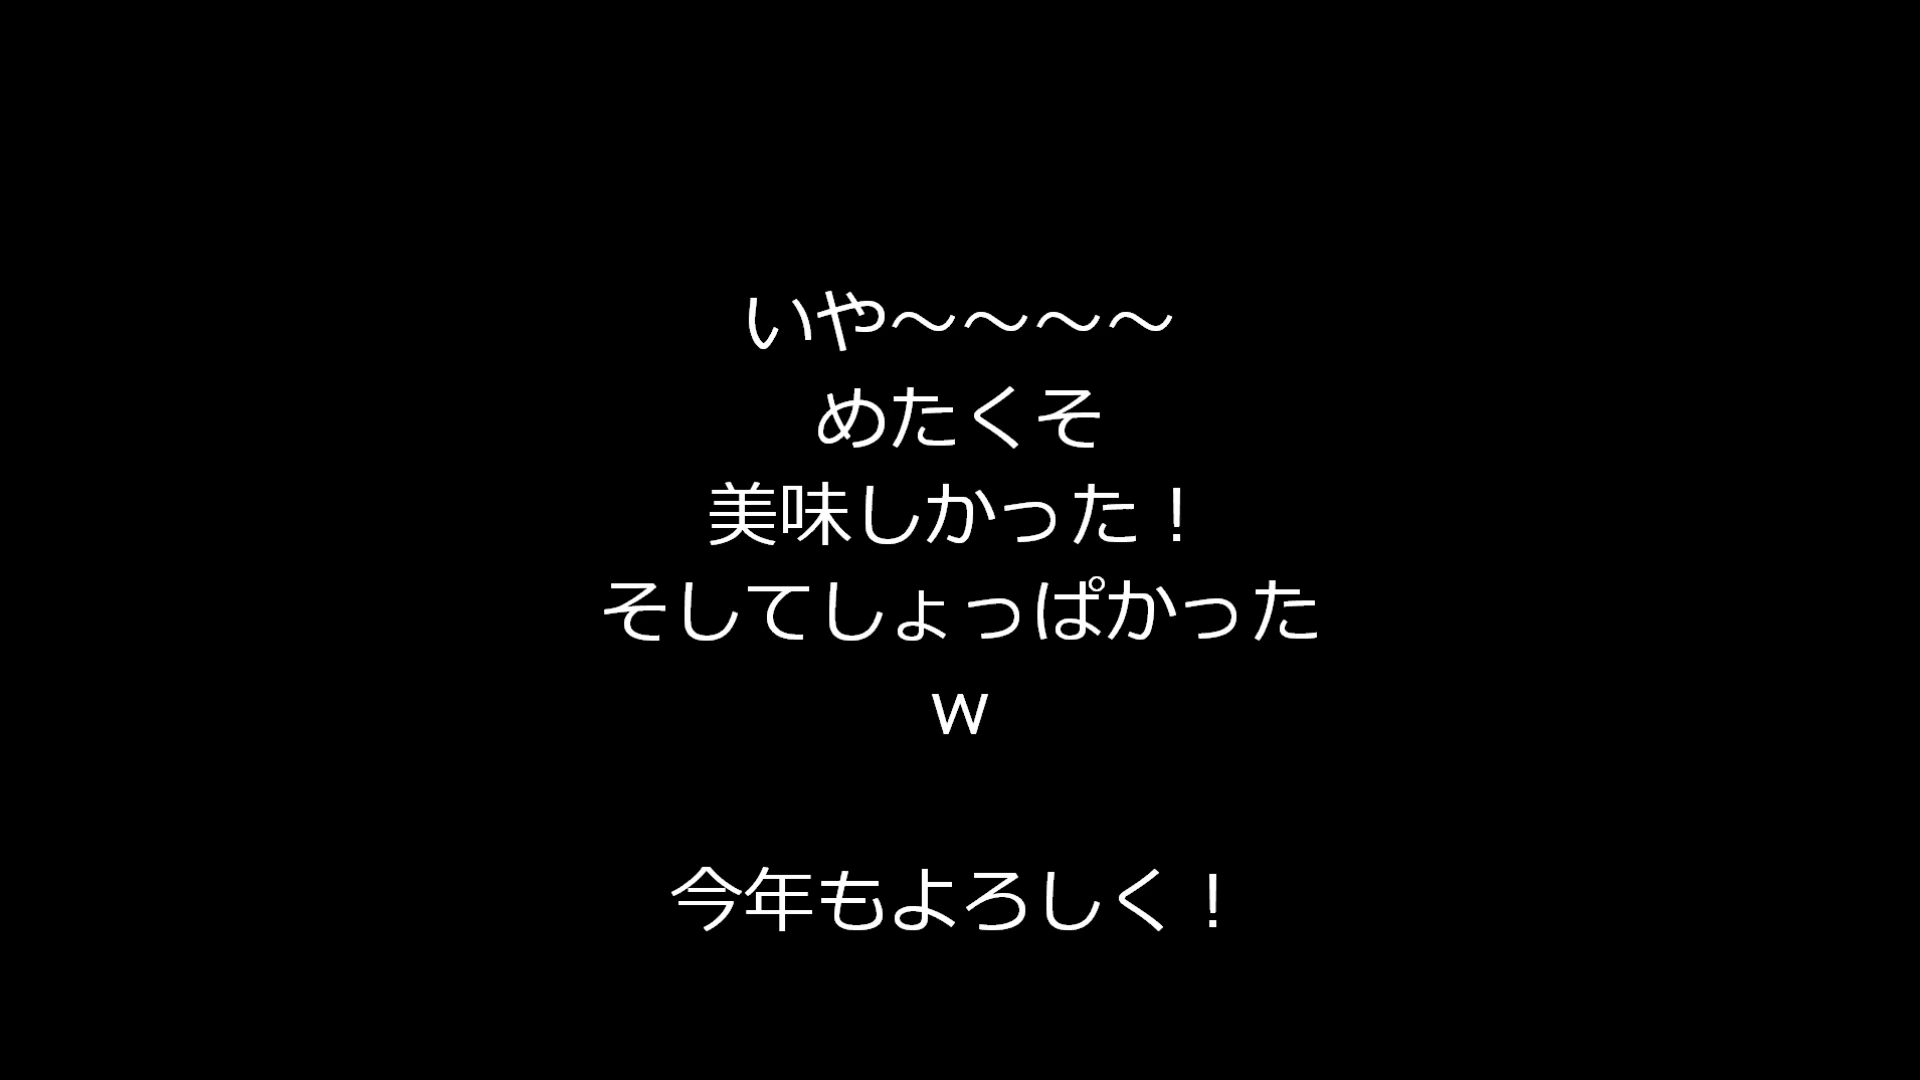 いや～～～～
めたくそ
美味しかった！
そしてしょっぱかった
w
今年もよろしく！